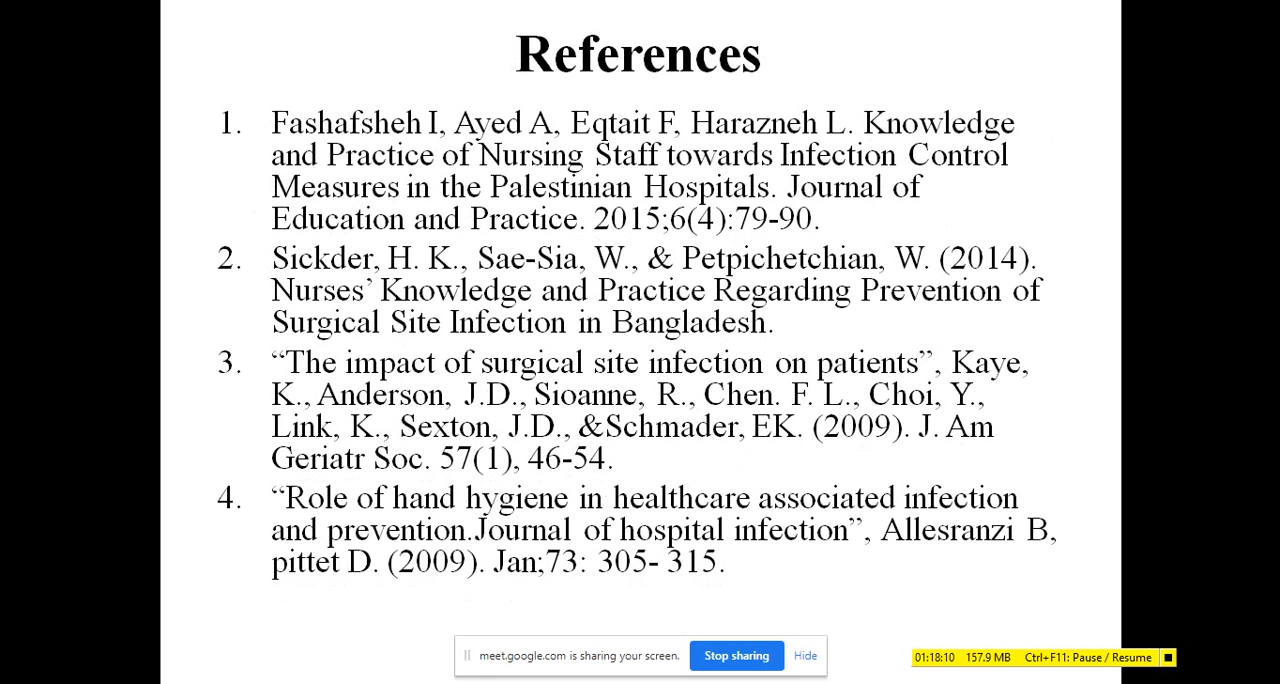 References
1. Fashafsheh I, Ayed A, Eqtait F, Harazneh L. Knowledge
and Practice of Nursing Staff towards Infection Control
Measures in the Palestinian Hospitals. Journal of
Education and Practice. 2015;6(4):79-90.
2. Sickder, H. K., Sae-Sia, W., & Petpichetchian, W. (2014).
Nurses’ Knowledge and Practice Regarding Prevention of
Surgical Site Infection in Bangladesh.
3. “The impact of surgical site infection on patients”, Kaye,
K., Anderson, J.D., Sioanne, R., Chen. F. L., Choi, Y.,
Link, K., Sexton, J.D., &Schmader, EK. (2009). J. Am
Geriatr Soc. 57(1), 46-54.
4. “Role of hand hygiene in healthcare associated infection
and prevention.Journal of hospital infection”, Allesranzi B,
pittet D. (2009). Jan;73: 305- 315.
meet.google.com is sharing your screen. Stop sharing Hide
01:18:10 157.9 MB Ctrl+F11: Pause / Resume